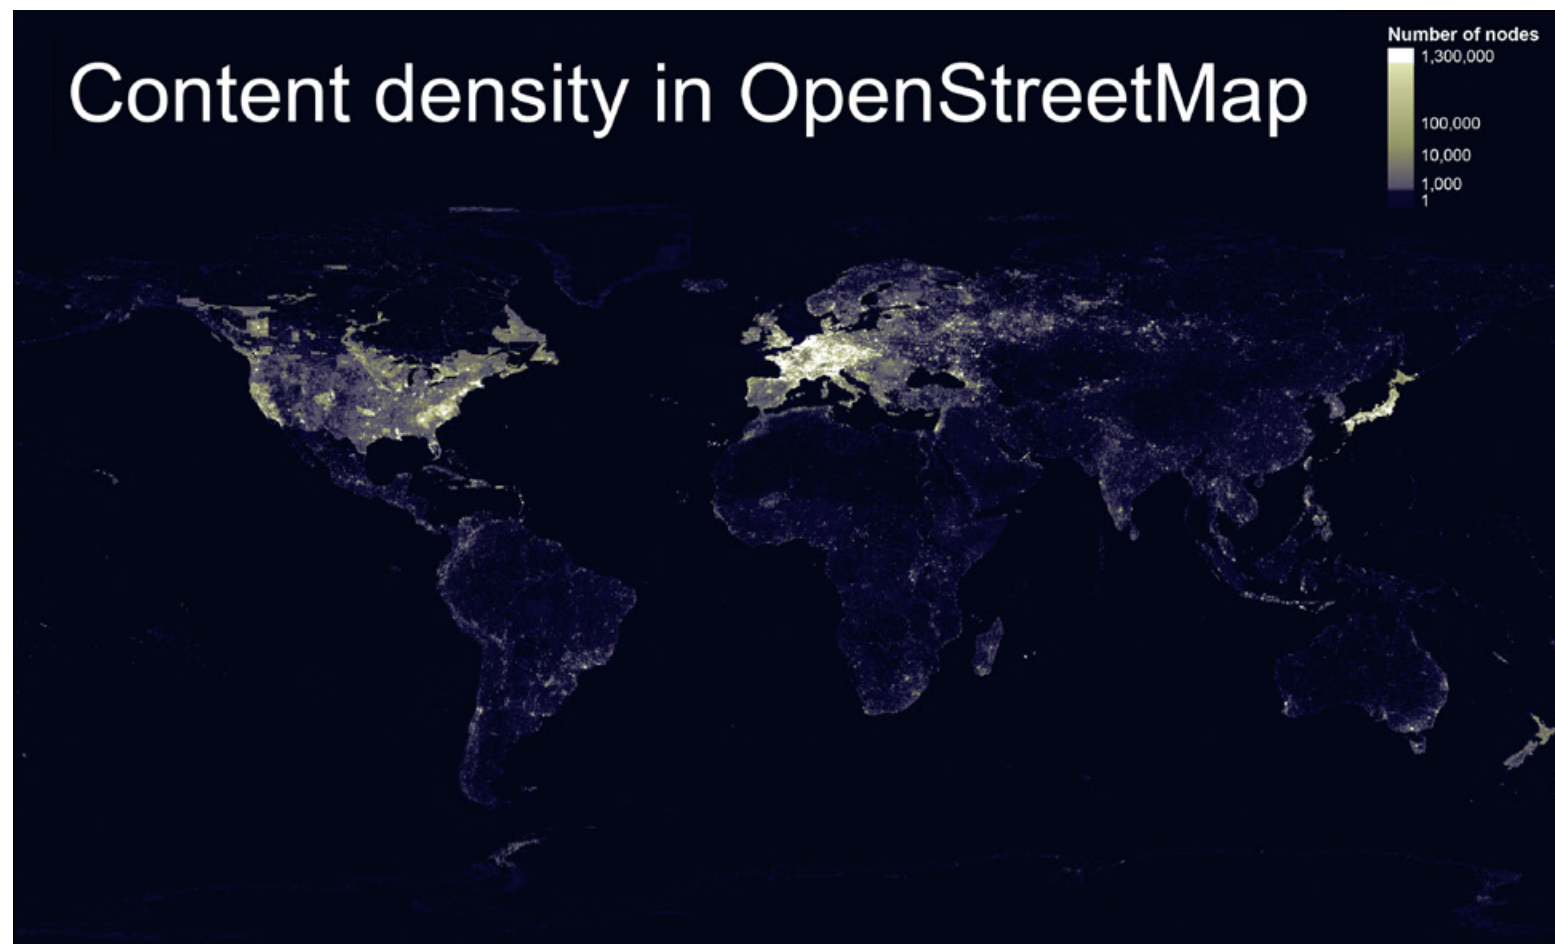 Content density in OpenStreetMap
Number of nodes
1,300,000
100,000
10,000
1,000
1